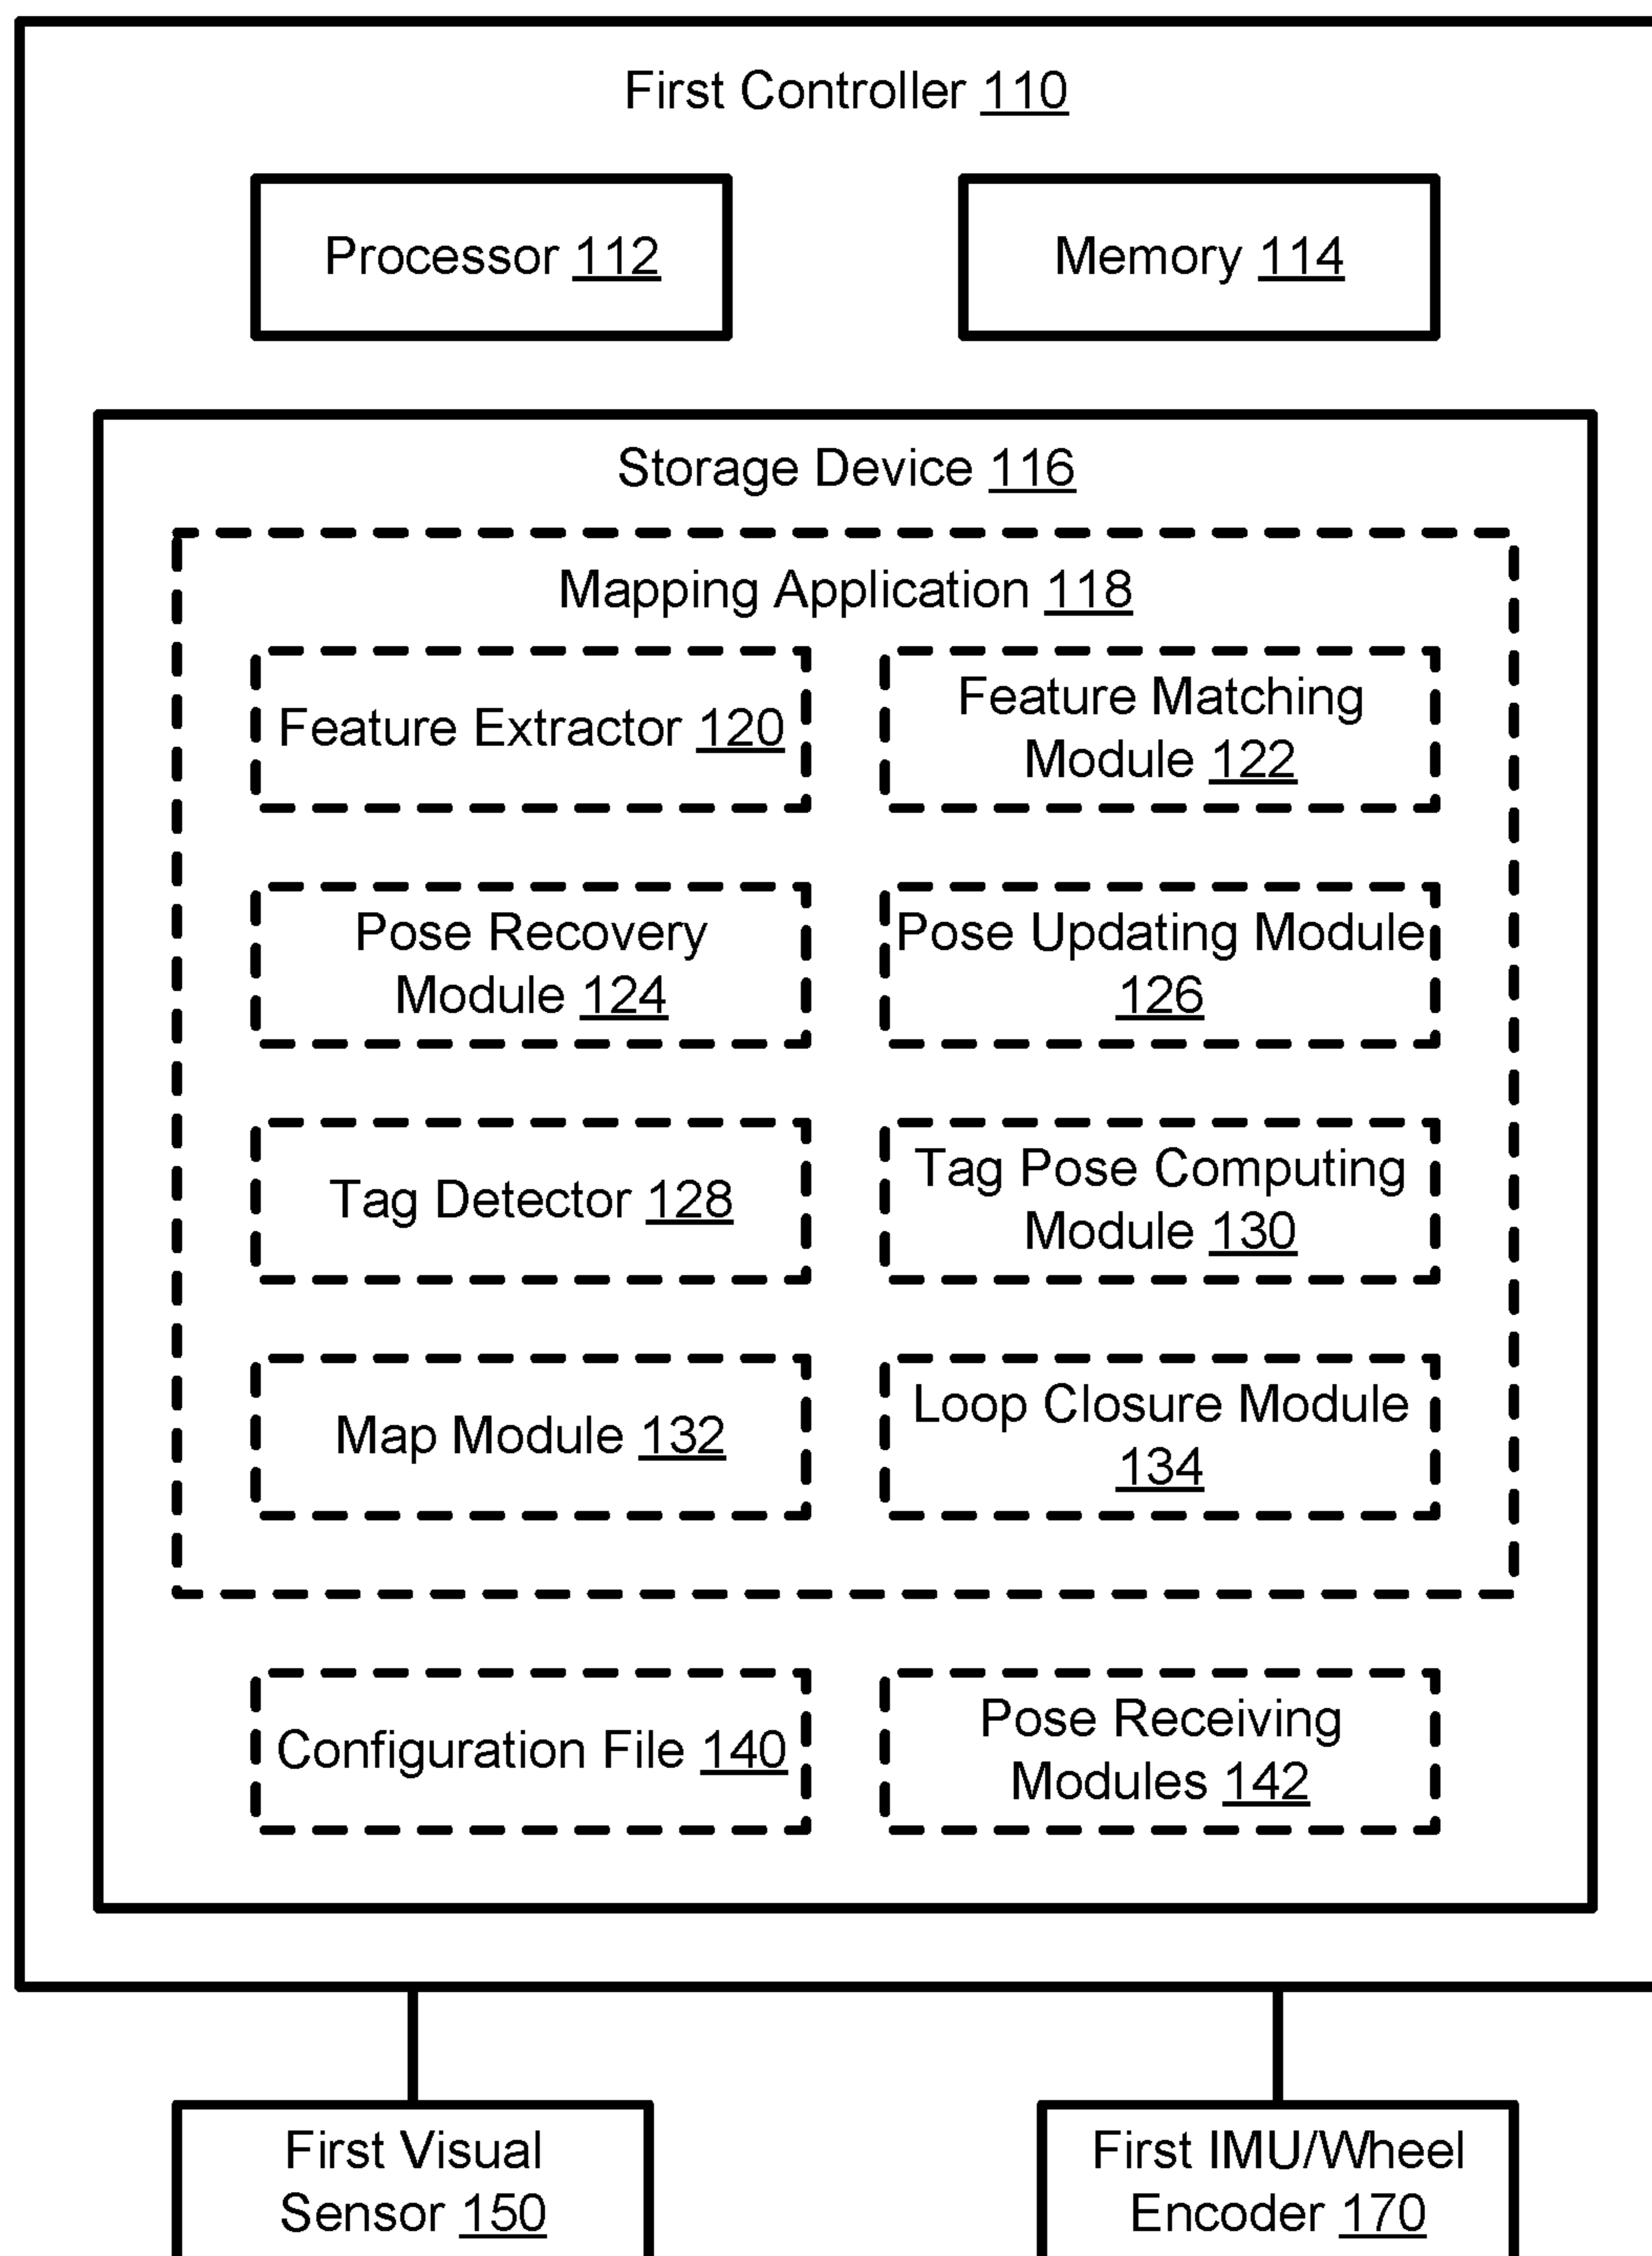 First Controller 110
Processor 112
Memory 114
Storage Device 116
Mapping Application 118
Feature Extractor 120
Feature Matching
Module 122
Pose Recovery
Module 124
Pose Updating Module
126
Tag Detector 128
Tag Pose Computing
Module 130
Map Module 132
Loop Closure Module
134
Configuration File 140
Pose Receiving
Modules 142
First Visual
Sensor 150
First IMU/Wheel
Encoder 170